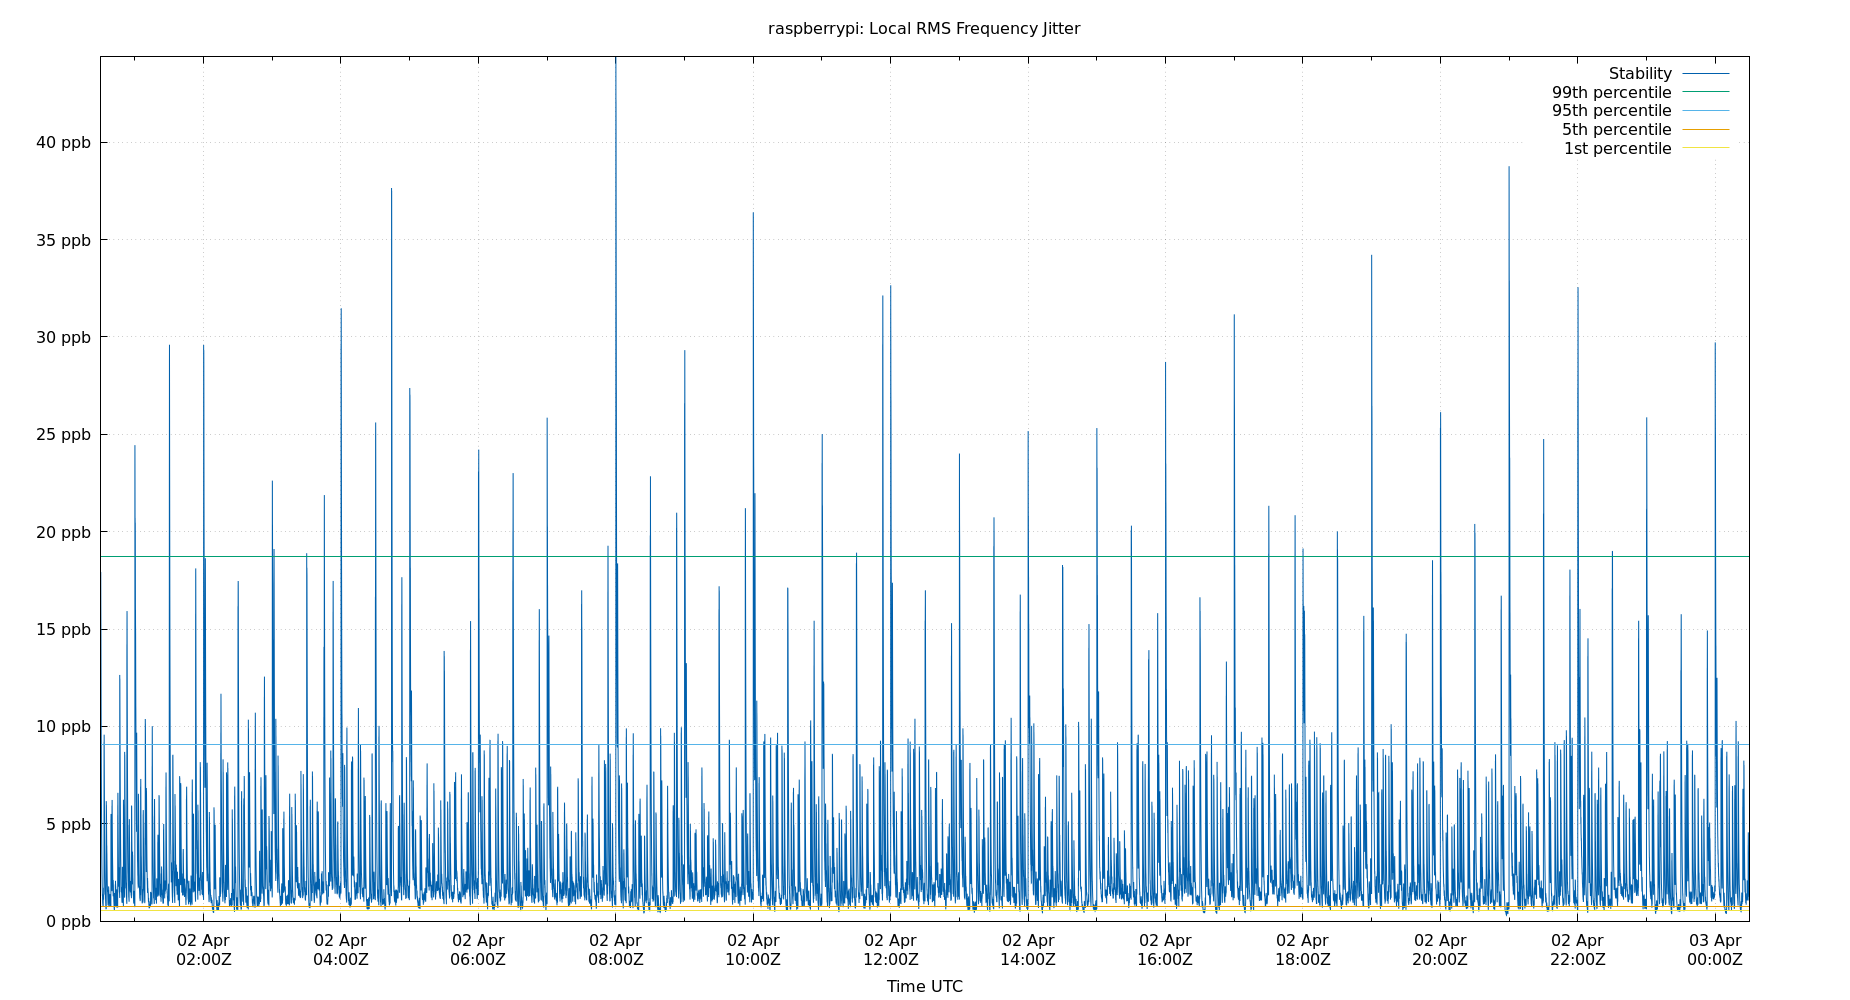 raspberrypi: Local RMS Frequency Jitter
Stability
99th percentile
95th percentile
5th percentile
1st percentile
40 ppb
35 ppb
30 ppb
25 ppb
20 ppb
15 ppb
10 ppb
5 ppb
0 ppb
02 Apr 02 Apr 02 Apr 02 Apr 02 Apr 02 Apr 02 Apr 02 Apr 02 Apr 02 Apr 02 Apr 03 Apr
02:00Z 04:00Z 06:00Z 08:00Z 10:00Z 12:00Z 14:00Z 16:00Z 18:00Z 20:00Z 22:00Z 00:00Z
Time UTC